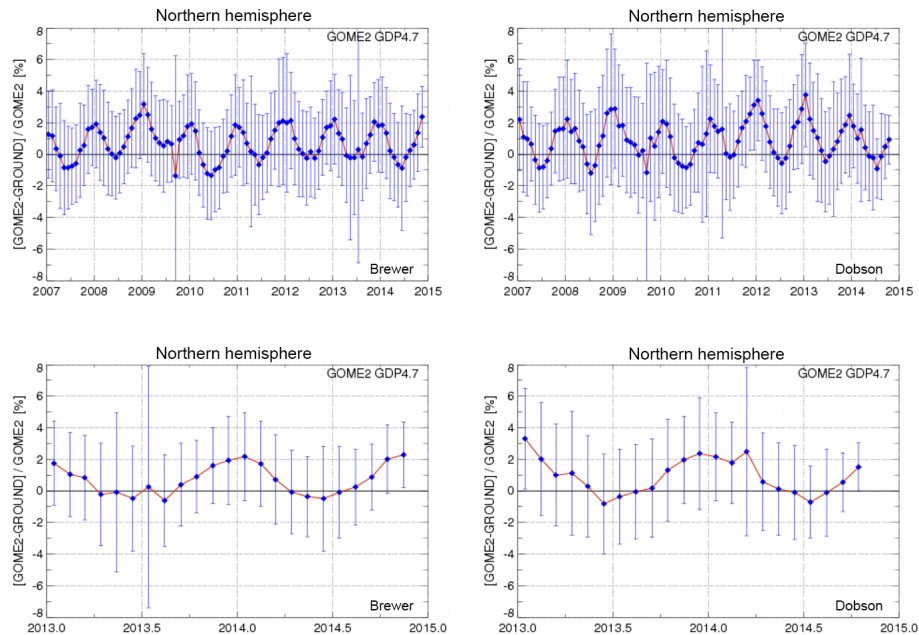 Northern hemisphere
GOME2 GDP4.7
[GOME2-GROUND] / GOME2 [%]
8
6
4
2
0
-2
-4
-6
-8
Brewer
2007 2008 2009 2010 2011 2012 2013 2014 2015
Northern hemisphere
GOME2 GDP4.7
[GOME2-GROUND] / GOME2 [%]
8
6
4
2
0
-2
-4
-6
-8
Dobson
2007 2008 2009 2010 2011 2012 2013 2014 2015
Northern hemisphere
GOME2 GDP4.7
[GOME2-GROUND] / GOME2 [%]
8
6
4
2
0
-2
-4
-6
-8
Brewer
2013.0 2013.5 2014.0 2014.5 2015.0
Northern hemisphere
GOME2 GDP4.7
[GOME2-GROUND] / GOME2 [%]
8
6
4
2
0
-2
-4
-6
-8
Dobson
2013.0 2013.5 2014.0 2014.5 2015.0